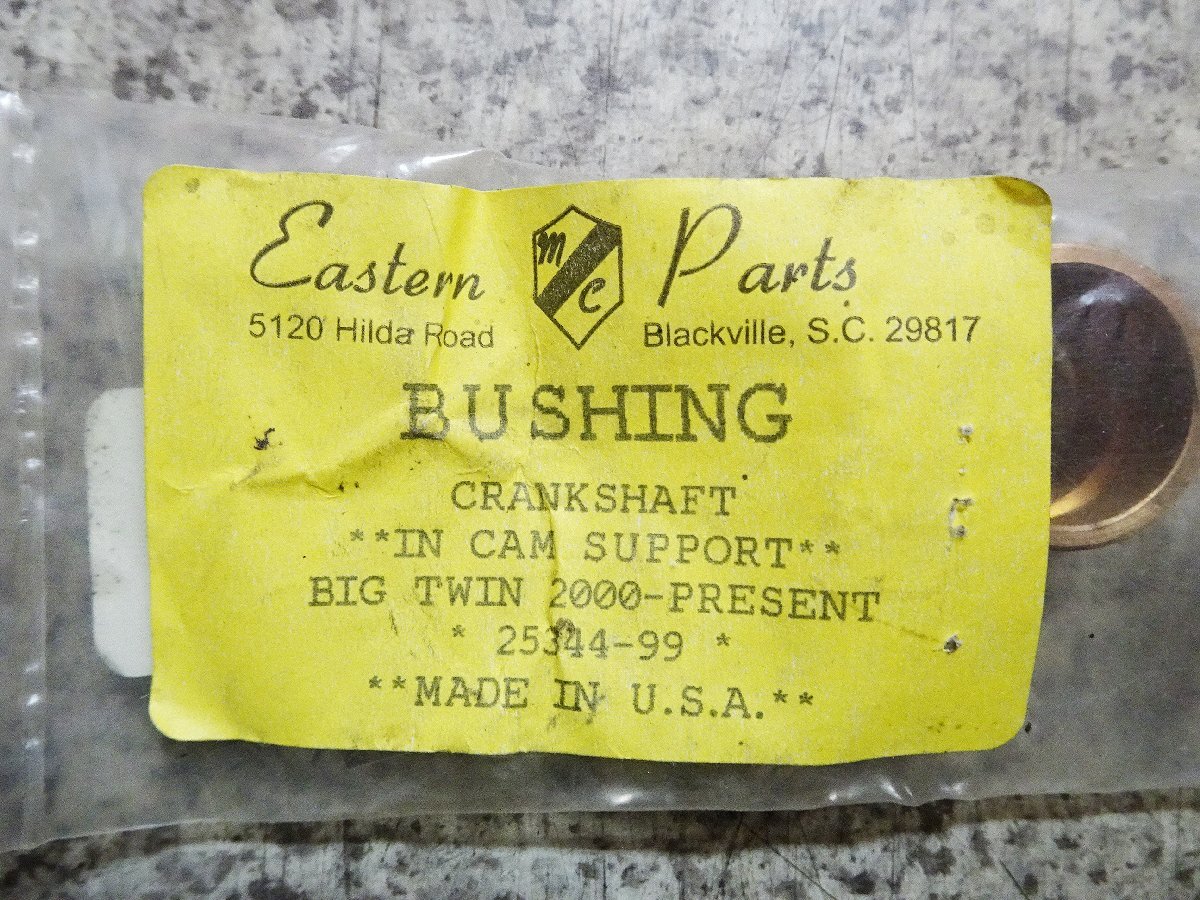 Eastern MC Parts
5120 Hilda Road Blackville, S.C. 29817
BUSHING
CRANKSHAFT
**IN CAM SUPPORT**
BIG TWIN 2000-PRESENT
* 25344-99 *
**MADE IN U.S.A.**